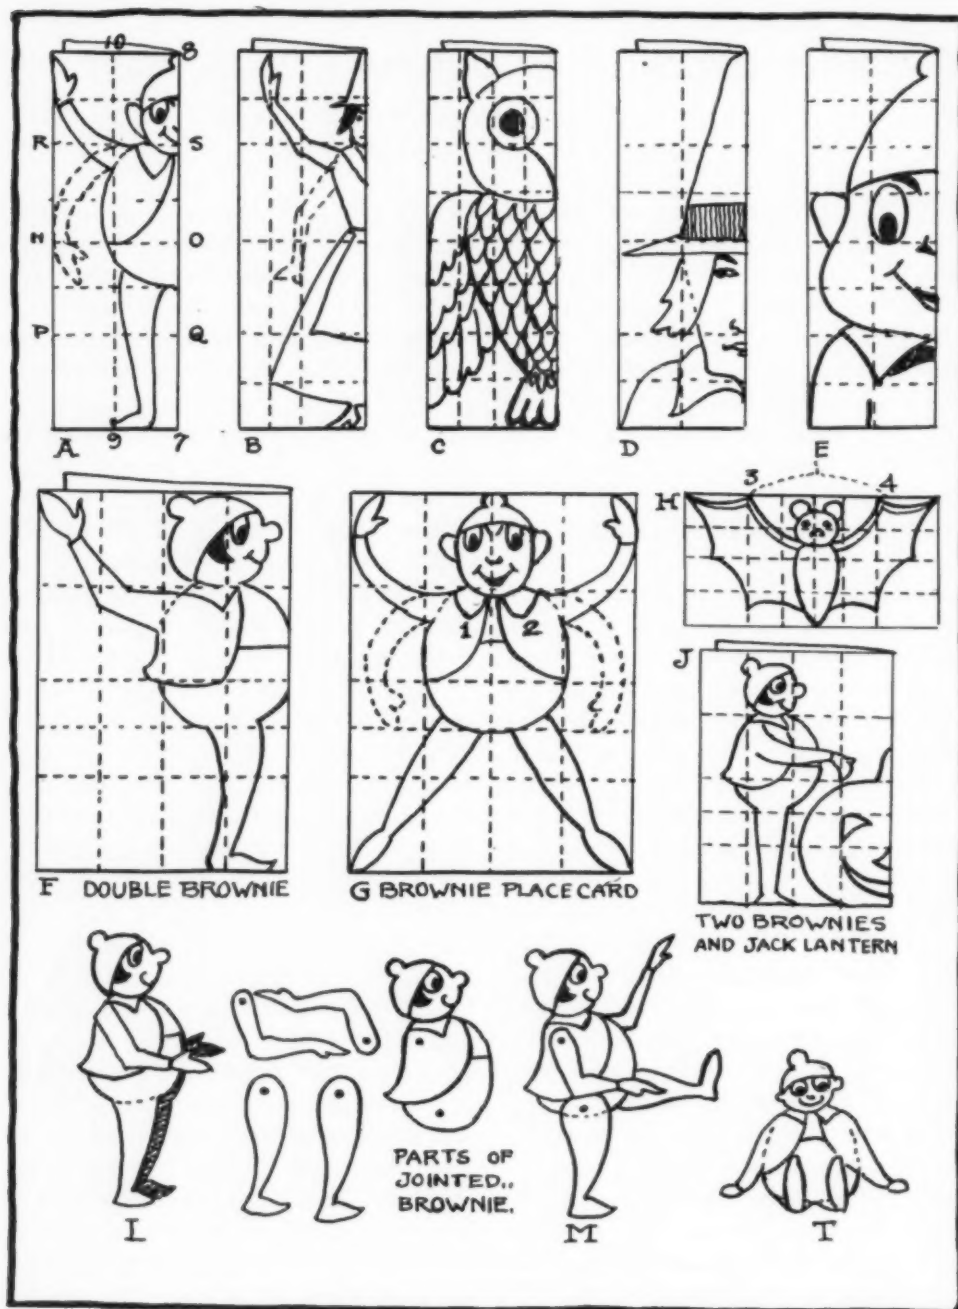 10 8
R S
N O
P Q
A 9 7 B C D E
H 3 4
1 2
J
F DOUBLE BROWNIE
G BROWNIE PLACE CARD
TWO BROWNIES
AND JACK LANTERN
PARTS OF
JOINTED..
BROWNIE.
I M T